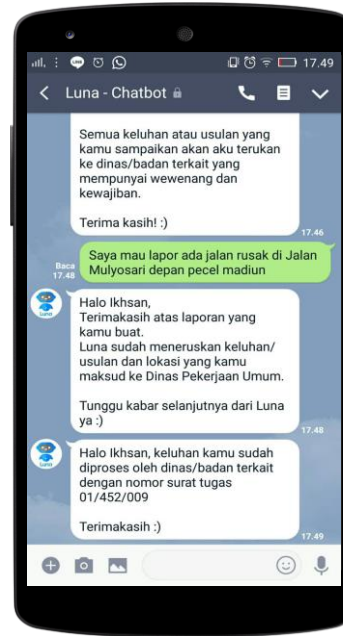 17.49
Luna - Chatbot
Semua keluhan atau usulan yang
kamu sampaikan akan aku terukan
ke dinas/badan terkait yang
mempunyai wewenang dan
kewajiban.
Terima kasih! :)
17.46
Saya mau lapor ada jalan rusak di Jalan
Mulyosari depan pecel madiun
Baca
17.48
Halo Ikhsan,
Terimakasih atas laporan yang
kamu buat.
Luna sudah meneruskan keluhan/
usulan dan lokasi yang kamu
maksud ke Dinas Pekerjaan Umum.
Tunggu kabar selanjutnya dari Luna
ya :)
17.48
Halo Ikhsan, keluhan kamu sudah
diproses oleh dinas/badan terkait
dengan nomor surat tugas
01/452/009
Terimakasih :)
17.49